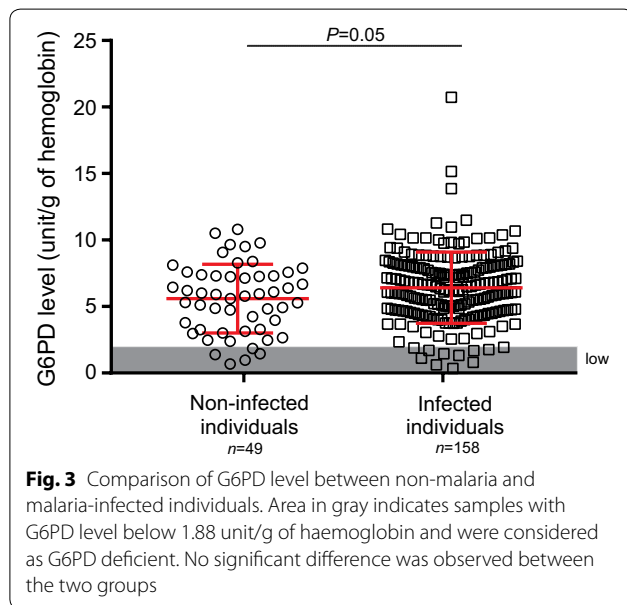 P=0.05
G6PD level (unit/g of hemoglobin)
25
20
15
10
5
0
low
Non-infected
individuals
n=49
Infected
individuals
n=158
Fig. 3 Comparison of G6PD level between non-malaria and
malaria-infected individuals. Area in gray indicates samples with
G6PD level below 1.88 unit/g of haemoglobin and were considered
as G6PD deficient. No significant difference was observed between
the two groups